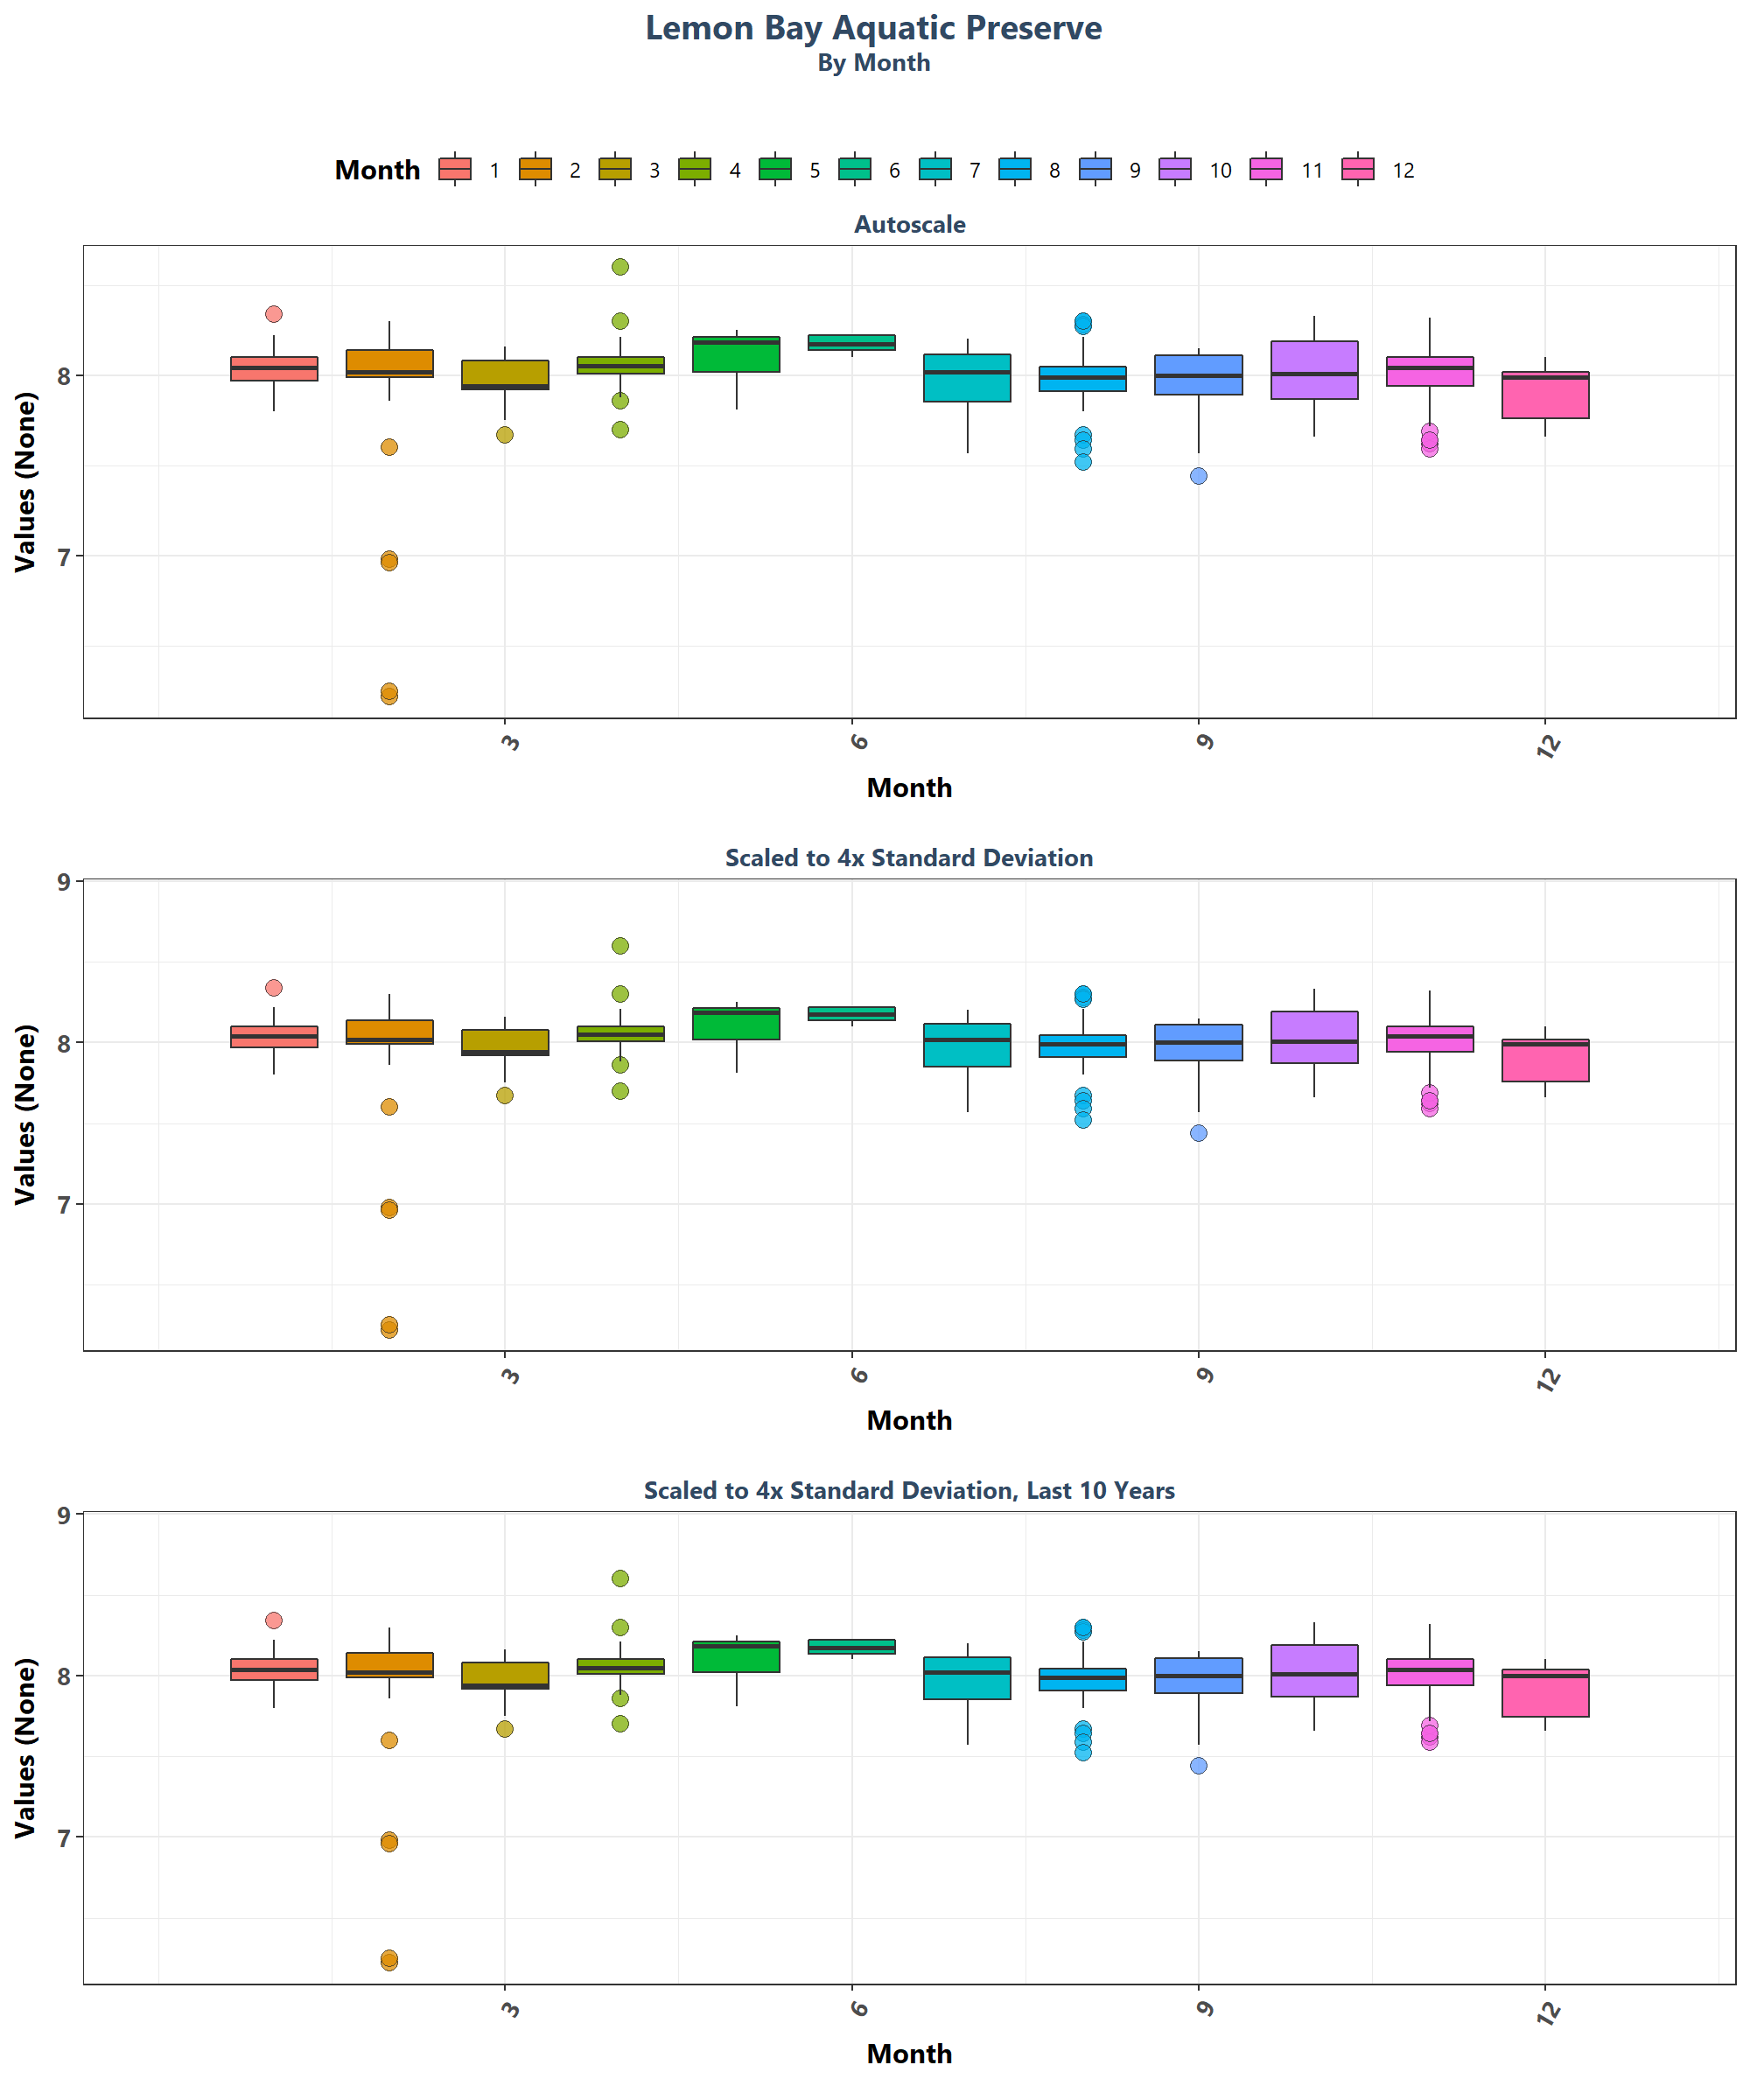 Lemon Bay Aquatic Preserve
By Month
Month 1 2 3 4 5 6 7 8 9 10 11 12
Autoscale
Values (None)
8
7
3 6 9 12
Month
Scaled to 4x Standard Deviation
Values (None)
9
8
7
3 6 9 12
Month
Scaled to 4x Standard Deviation, Last 10 Years
Values (None)
9
8
7
3 6 9 12
Month